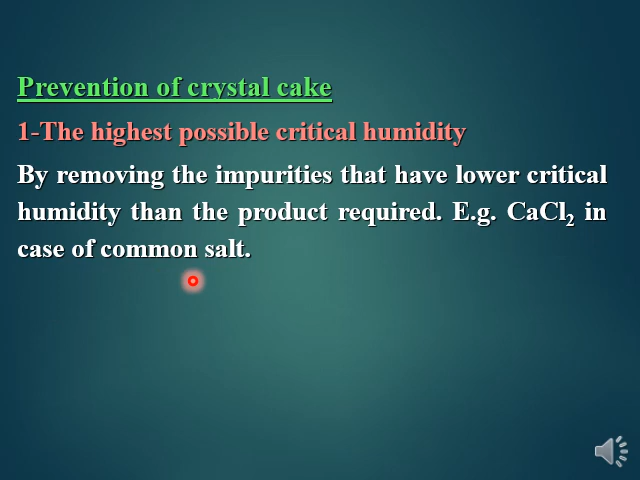 Prevention of crystal cake
1-The highest possible critical humidity
By removing the impurities that have lower critical
humidity than the product required. E.g. CaCl₂ in
case of common salt.